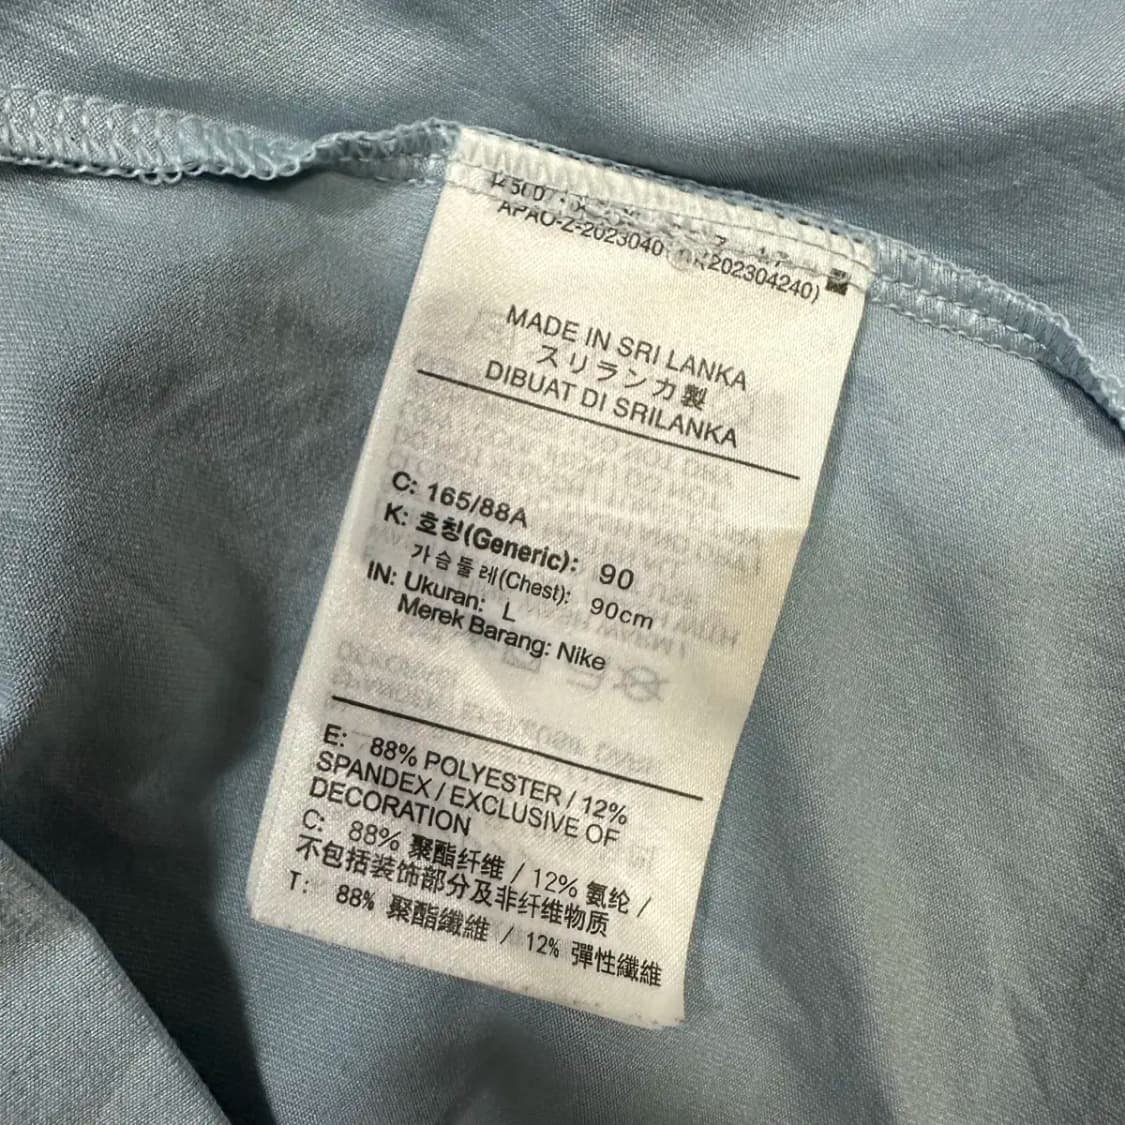 APAO-Z-2023040 (202304240)
MADE IN SRI LANKA
スリランカ製
DIBUAT DI SRILANKA
C: 165/88A
K: 호칭(Generic): 90
가슴둘레(Chest): 90cm
IN: Ukuran: L
Merek Barang: Nike
E: 88% POLYESTER / 12%
SPANDEX / EXCLUSIVE OF
DECORATION
C: 88% 聚酯纤维 / 12% 氨纶 /
不包括装饰部分及非纤维物质
T: 88% 聚酯纖維 / 12% 彈性纖維